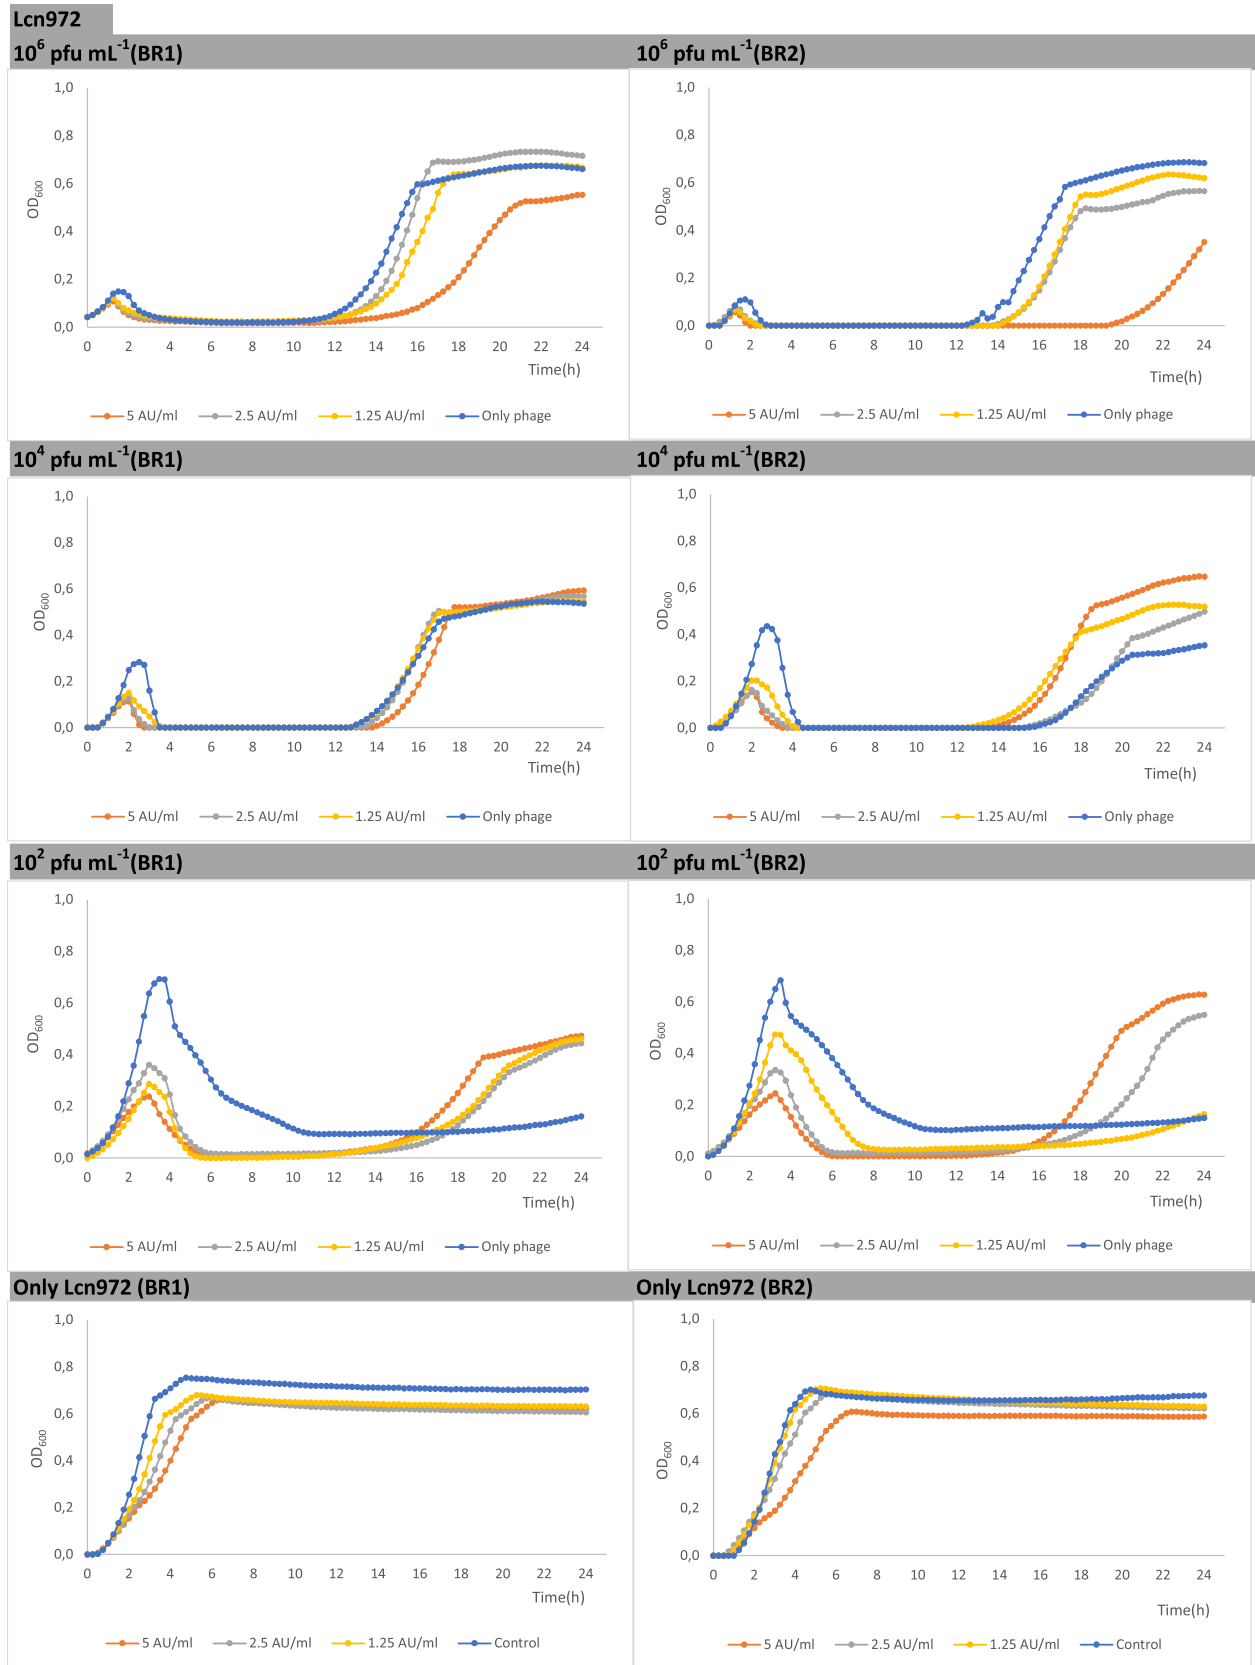 Lcn972
10⁶ pfu mL⁻¹(BR1)
10⁶ pfu mL⁻¹(BR2)
1,0
0,8
0,6
0,4
0,2
0,0
OD₆₀₀
0 2 4 6 8 10 12 14 16 18 20 22 24
Time(h)
5 AU/ml 2.5 AU/ml 1.25 AU/ml Only phage
1,0
0,8
0,6
0,4
0,2
0,0
OD₆₀₀
0 2 4 6 8 10 12 14 16 18 20 22 24
Time(h)
5 AU/ml 2.5 AU/ml 1.25 AU/ml Only phage
10⁴ pfu mL⁻¹(BR1)
10⁴ pfu mL⁻¹(BR2)
1,0
0,8
0,6
0,4
0,2
0,0
OD₆₀₀
0 2 4 6 8 10 12 14 16 18 20 22 24
Time(h)
5 AU/ml 2.5 AU/ml 1.25 AU/ml Only phage
1,0
0,8
0,6
0,4
0,2
0,0
OD₆₀₀
0 2 4 6 8 10 12 14 16 18 20 22 24
Time(h)
5 AU/ml 2.5 AU/ml 1.25 AU/ml Only phage
10² pfu mL⁻¹(BR1)
10² pfu mL⁻¹(BR2)
1,0
0,8
0,6
0,4
0,2
0,0
OD₆₀₀
0 2 4 6 8 10 12 14 16 18 20 22 24
Time(h)
5 AU/ml 2.5 AU/ml 1.25 AU/ml Only phage
1,0
0,8
0,6
0,4
0,2
0,0
OD₆₀₀
0 2 4 6 8 10 12 14 16 18 20 22 24
Time(h)
5 AU/ml 2.5 AU/ml 1.25 AU/ml Only phage
Only Lcn972 (BR1)
Only Lcn972 (BR2)
1,0
0,8
0,6
0,4
0,2
0,0
OD₆₀₀
0 2 4 6 8 10 12 14 16 18 20 22 24
Time(h)
5 AU/ml 2.5 AU/ml 1.25 AU/ml Control
1,0
0,8
0,6
0,4
0,2
0,0
OD₆₀₀
0 2 4 6 8 10 12 14 16 18 20 22 24
Time(h)
5 AU/ml 2.5 AU/ml 1.25 AU/ml Control